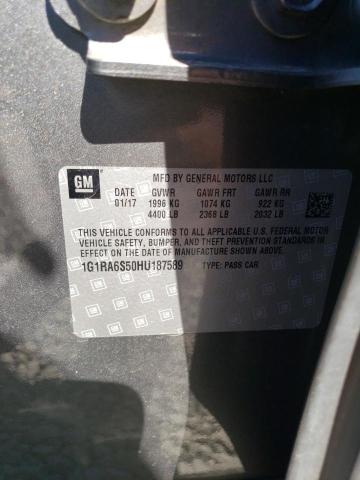 GM
MFD BY GENERAL MOTORS LLC
DATE GVWR GAWR FRT GAWR RR
01/17 1996 KG 1074 KG 922 KG
4400 LB 2368 LB 2032 LB
THIS VEHICLE CONFORMS TO ALL APPLICABLE U.S. FEDERAL MOTOR
VEHICLE SAFETY, BUMPER, AND THEFT PREVENTION STANDARDS IN
EFFECT ON THE DATE OF MANUFACTURE SHOWN ABOVE.
1G1RA6S50HU187589 TYPE: PASS CAR